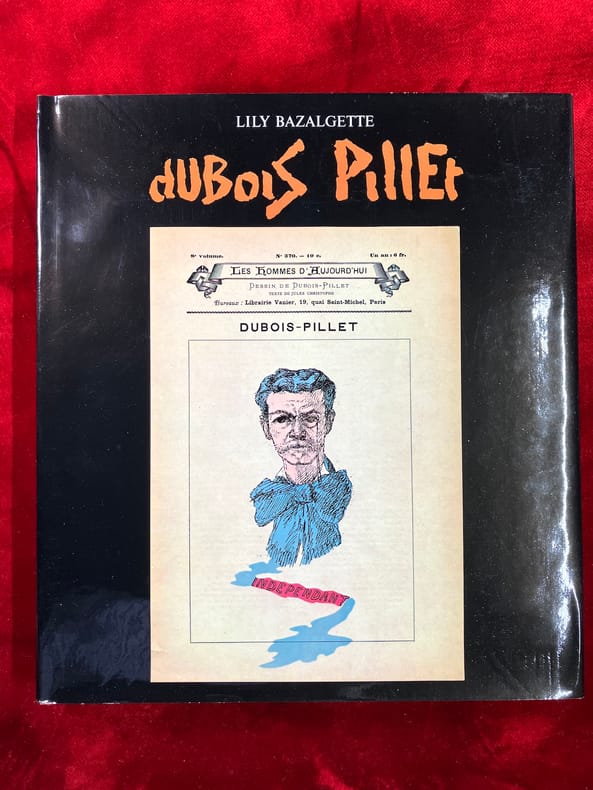 LILY BAZALGETTE
dUBOiS PillEt
8e volume. No 370. — 10 c. Un an : 6 fr.
LES HOMMES D'AUJOURD'HUI
DESSIN DE DUBOIS-PILLET
TEXTE DE JULES CHRISTOPHE
Bureaux : Librairie Vanier, 19, quai Saint-Michel, Paris
DUBOIS-PILLET
INDEPENDANT